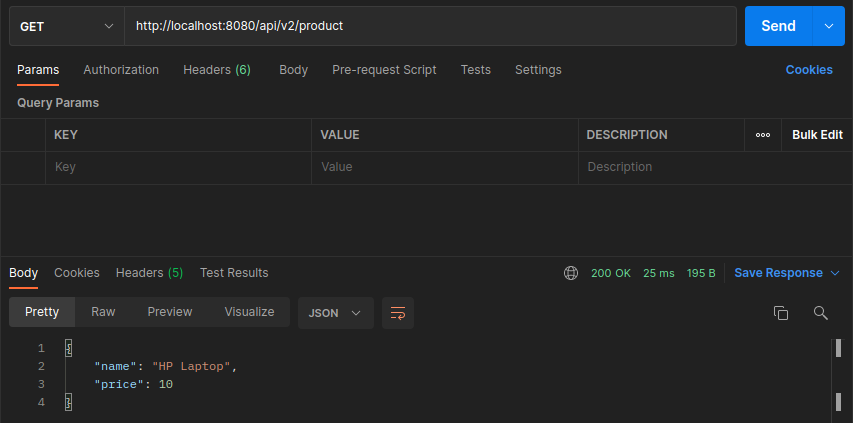 GET http://localhost:8080/api/v2/product Send
Params Authorization Headers (6) Body Pre-request Script Tests Settings Cookies
Query Params
KEY VALUE DESCRIPTION ooo Bulk Edit
Key Value Description
Body Cookies Headers (5) Test Results 200 OK 25 ms 195 B Save Response
Pretty Raw Preview Visualize JSON
1 {
2 "name": "HP Laptop",
3 "price": 10
4 }